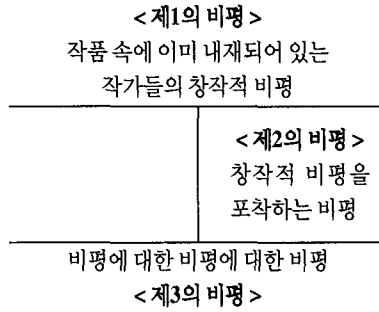 <제1의 비평>
작품 속에 이미 내재되어 있는
작가들의 창작적 비평
<제2의 비평>
창작적 비평을
포착하는 비평
비평에 대한 비평에 대한 비평
<제3의 비평>